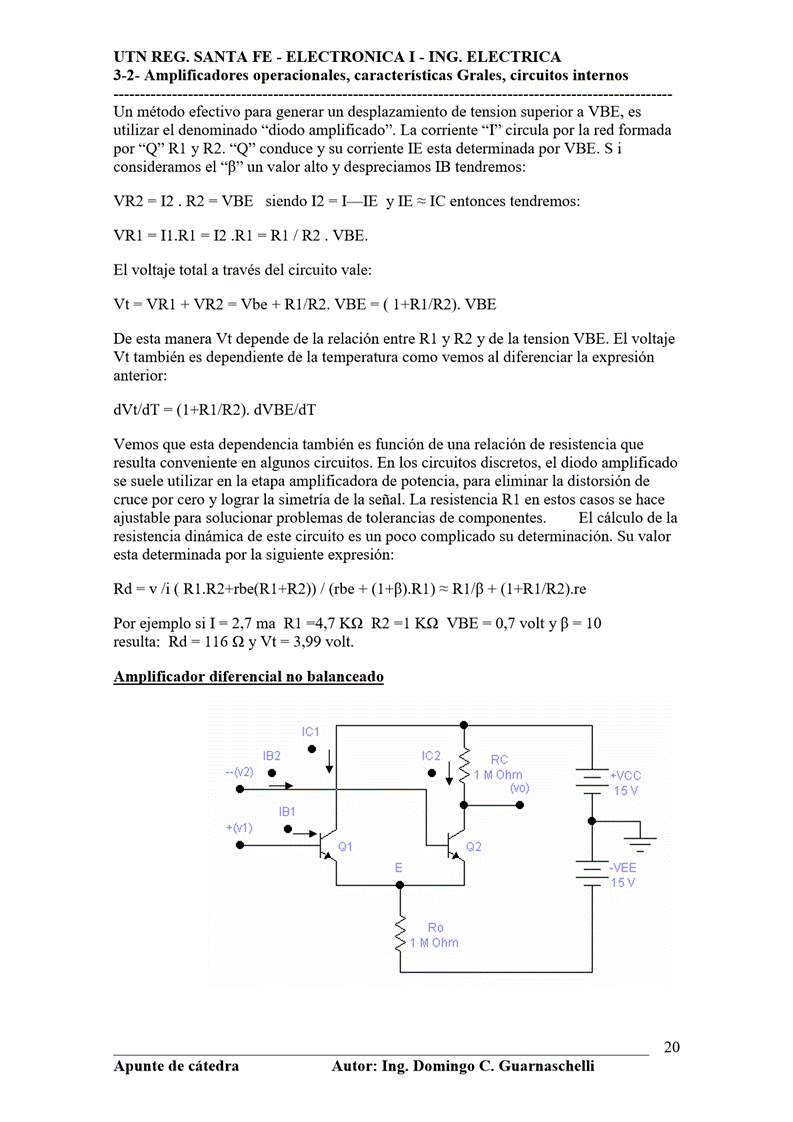 UTN REG. SANTA FE - ELECTRONICA I - ING. ELECTRICA
3-2- Amplificadores operacionales, características Grales, circuitos internos
--------------------------------------------------------------------------------------------------------
Un método efectivo para generar un desplazamiento de tension superior a VBE, es
utilizar el denominado “diodo amplificado”. La corriente “I” circula por la red formada
por “Q” R1 y R2. “Q” conduce y su corriente IE esta determinada por VBE. S i
consideramos el “β” un valor alto y despreciamos IB tendremos:
VR2 = I2 . R2 = VBE   siendo I2 = I—IE  y IE ≈ IC entonces tendremos:
VR1 = I1.R1 = I2 .R1 = R1 / R2 . VBE.
El voltaje total a través del circuito vale:
Vt = VR1 + VR2 = Vbe + R1/R2. VBE = ( 1+R1/R2). VBE
De esta manera Vt depende de la relación entre R1 y R2 y de la tension VBE. El voltaje
Vt también es dependiente de la temperatura como vemos al diferenciar la expresión
anterior:
dVt/dT = (1+R1/R2). dVBE/dT
Vemos que esta dependencia también es función de una relación de resistencia que
resulta conveniente en algunos circuitos. En los circuitos discretos, el diodo amplificado
se suele utilizar en la etapa amplificadora de potencia, para eliminar la distorsión de
cruce por cero y lograr la simetría de la señal. La resistencia R1 en estos casos se hace
ajustable para solucionar problemas de tolerancias de componentes.        El cálculo de la
resistencia dinámica de este circuito es un poco complicado su determinación. Su valor
esta determinada por la siguiente expresión:
Rd = v /i ( R1.R2+rbe(R1+R2)) / (rbe + (1+β).R1) ≈ R1/β + (1+R1/R2).re
Por ejemplo si I = 2,7 ma  R1 =4,7 KΩ  R2 =1 KΩ  VBE = 0,7 volt y β = 10
resulta:  Rd = 116 Ω y Vt = 3,99 volt.
Amplificador diferencial no balanceado
IC1
IB2
IC2
RC
--(v2)
1 M Ohm
+VCC
(vo)
15 V
IB1
+(v1)
Q1
Q2
E
-VEE
15 V
Ro
1 M Ohm
20
Apunte de cátedra                    Autor: Ing. Domingo C. Guarnaschelli